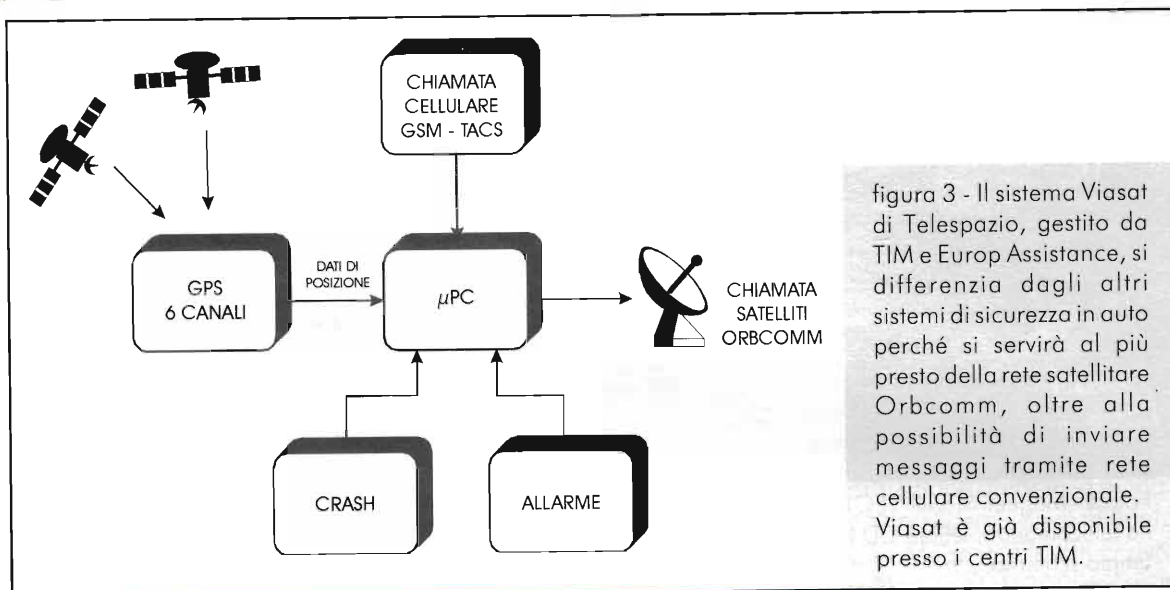 CHIAMATA
CELLULARE
GSM - TACS
GPS
6 CANALI
DATI DI
POSIZIONE
µPC
CHIAMATA
SATELLITI
ORBCOMM
CRASH
ALLARME
figura 3 - Il sistema Viasat
di Telespazio, gestito da
TIM e Europ Assistance, si
differenzia dagli altri
sistemi di sicurezza in auto
perché si servirà al più
presto della rete satellitare
Orbcomm, oltre alla
possibilità di inviare
messaggi tramite rete
cellulare convenzionale.
Viasat è già disponibile
presso i centri TIM.